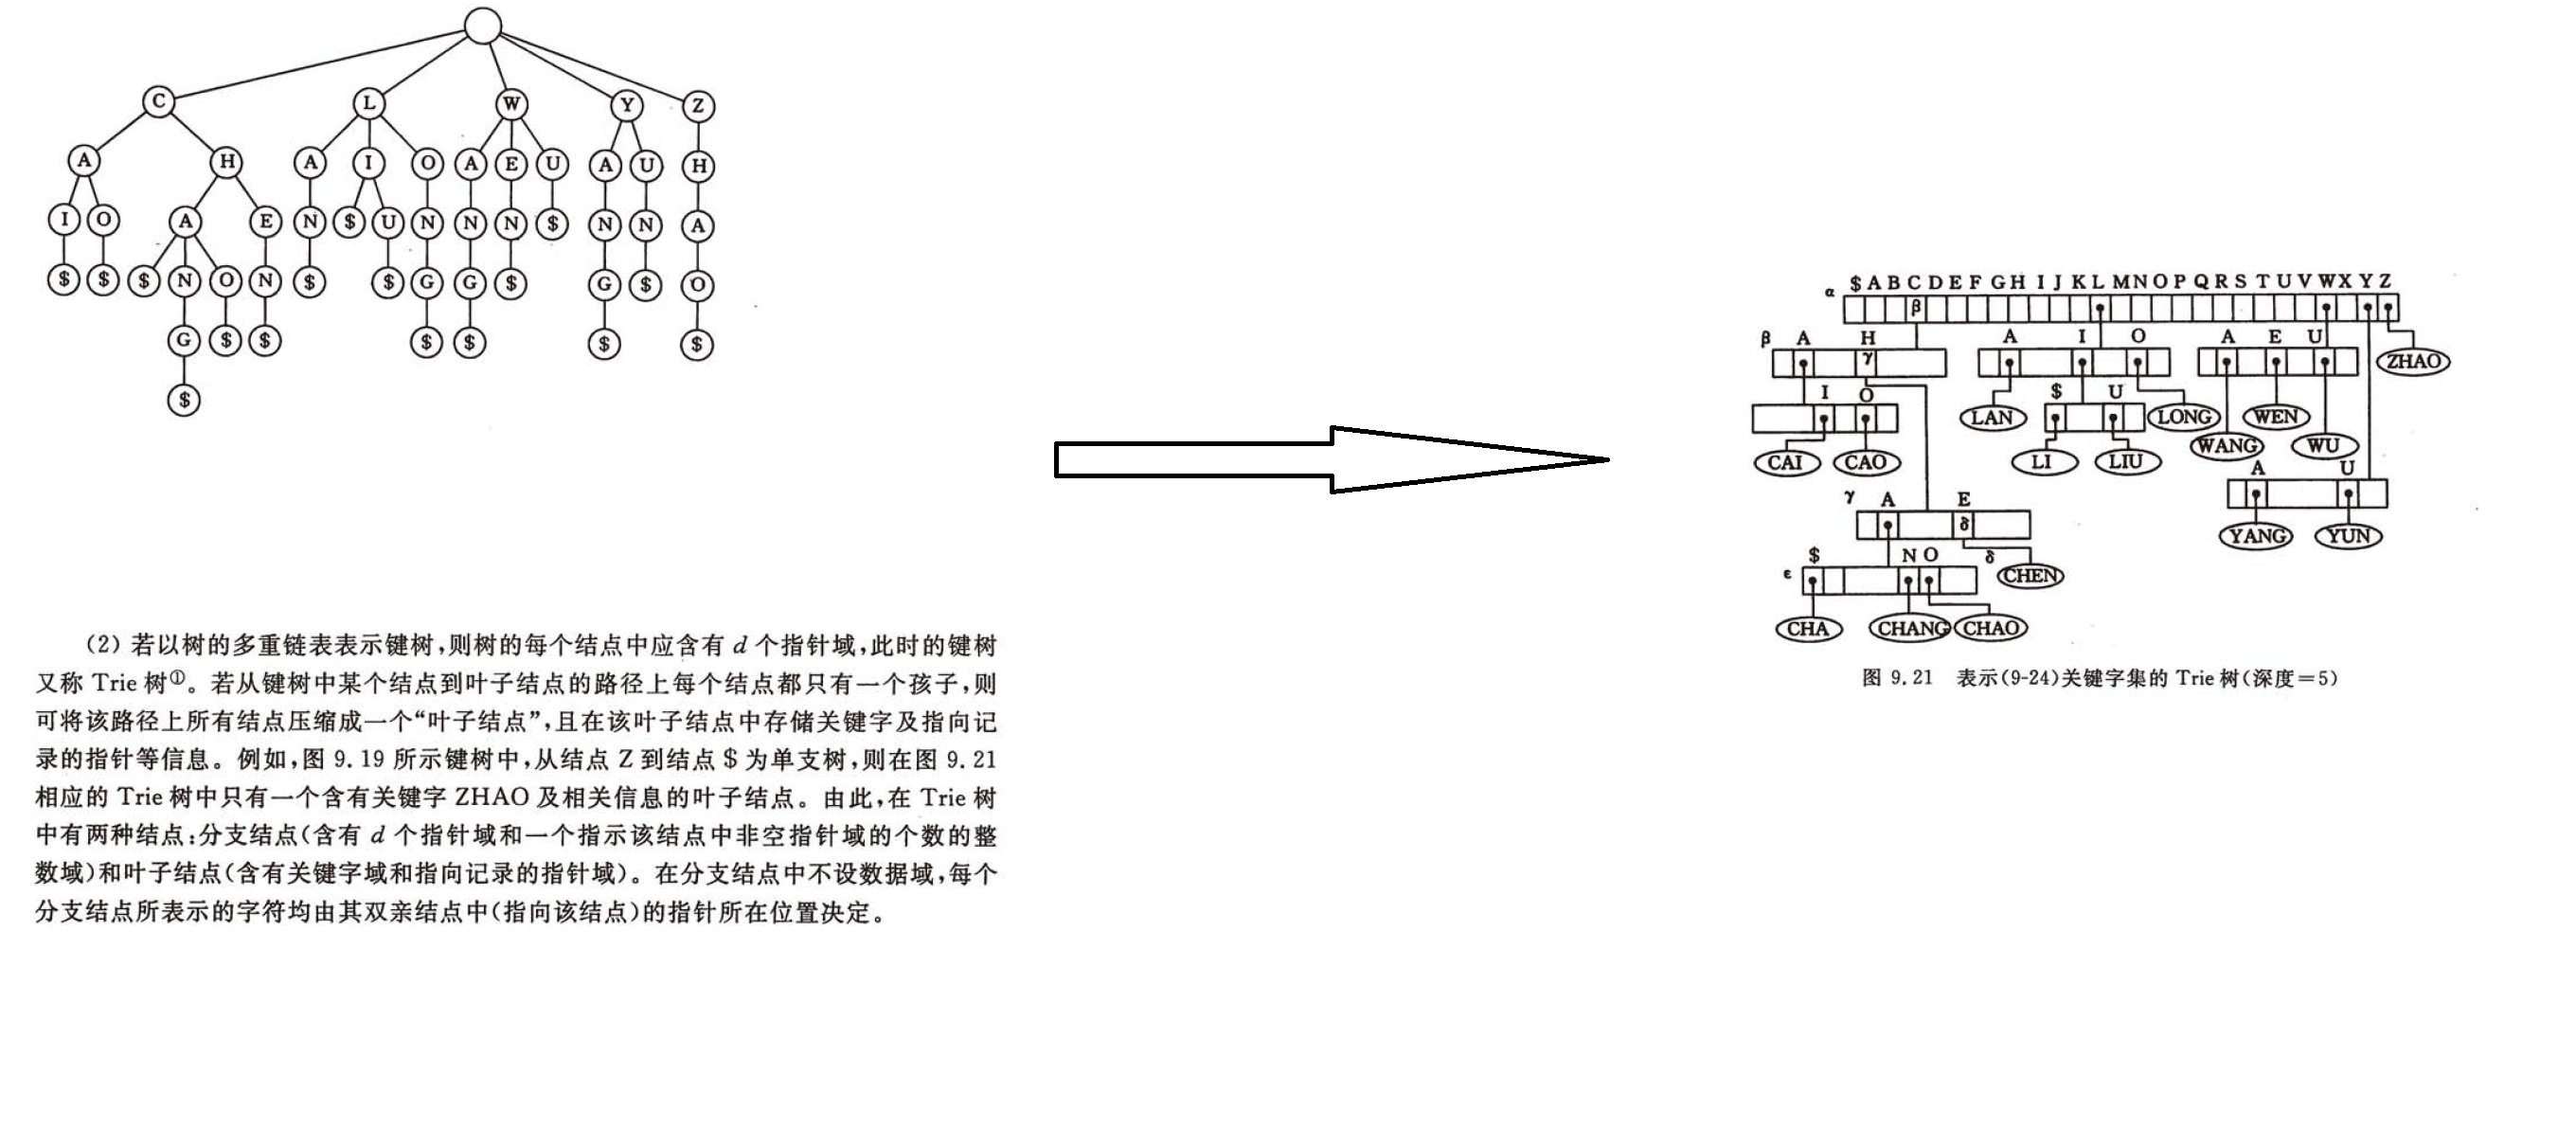 C L W Y Z
A H A I O A E U A U H
I O A E N $ U N N N $ N N A
$ $ $ N O N $ $ G G $ G $ O
G $ $ $ $ $ $
$
(2) 若以树的多重链表表示键树,则树的每个结点中应含有 d 个指针域,此时的键树
又称 Trie 树①。若从键树中某个结点到叶子结点的路径上每个结点都只有一个孩子,则
可将该路径上所有结点压缩成一个“叶子结点”,且在该叶子结点中存储关键字及指向记
录的指针等信息。例如,图 9.19 所示键树中,从结点 Z 到结点 $ 为单支树,则在图 9.21
相应的 Trie 树中只有一个含有关键字 ZHAO 及相关信息的叶子结点。由此,在 Trie 树
中有两种结点:分支结点(含有 d 个指针域和一个指示该结点中非空指针域的个数的整
数域)和叶子结点(含有关键字域和指向记录的指针域)。在分支结点中不设数据域,每个
分支结点所表示的字符均由其双亲结点中(指向该结点)的指针所在位置决定。
$ A B C D E F G H I J K L M N O P Q R S T U V W X Y Z
α β
β A H A I O A E U
γ ZHAO
I O $ U
LAN LONG WEN
WANG WU
CAI CAO LI LIU A U
γ A E
δ YANG YUN
$ N O δ
ε CHEN
CHA CHANG CHAO
图 9.21 表示(9-24)关键字集的 Trie 树(深度=5)